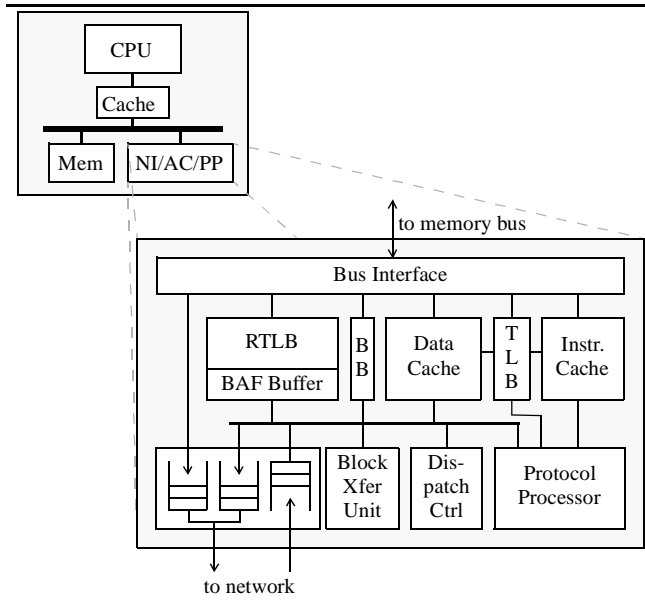 CPU
Cache
Mem
NI/AC/PP
to memory bus
Bus Interface
RTLB
BAF Buffer
B
B
Data
Cache
T
L
B
Instr.
Cache
Block
Xfer
Unit
Dis-
patch
Ctrl
Protocol
Processor
to network